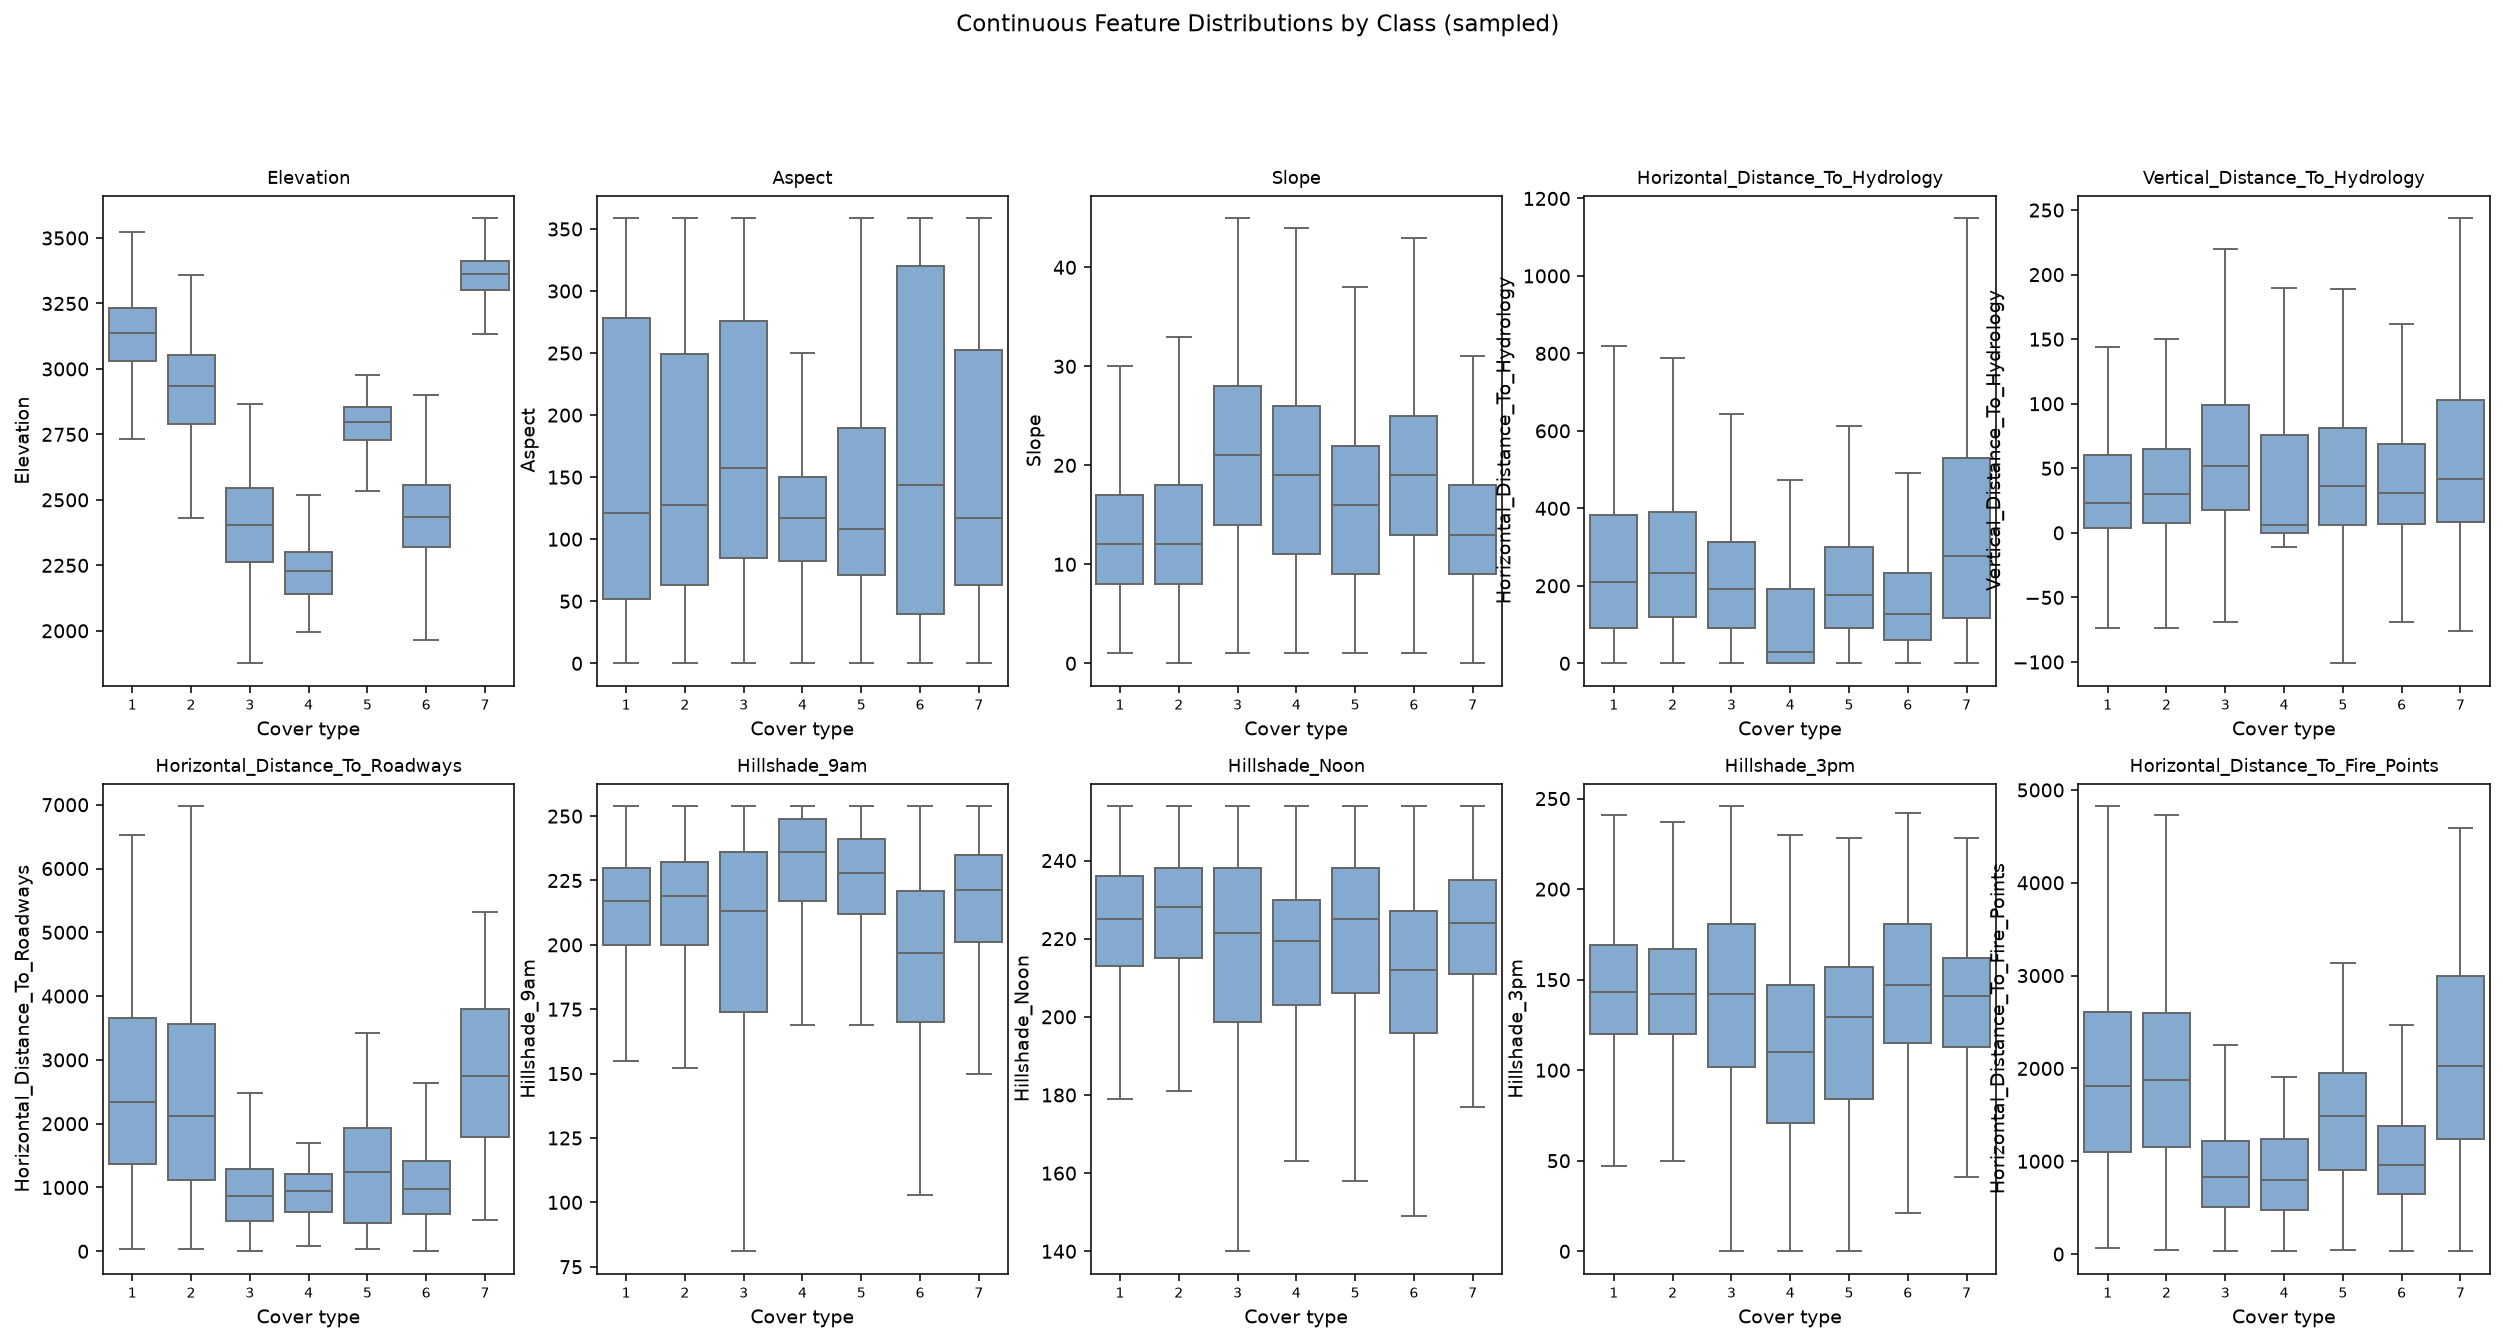 Continuous Feature Distributions by Class (sampled)
Elevation
Elevation
3500
3250
3000
2750
2500
2250
2000
1 2 3 4 5 6 7
Cover type
Aspect
Aspect
350
300
250
200
150
100
50
0
1 2 3 4 5 6 7
Cover type
Slope
Slope
40
30
20
10
0
1 2 3 4 5 6 7
Cover type
Horizontal_Distance_To_Hydrology
Horizontal_Distance_To_Hydrology
1200
1000
800
600
400
200
0
1 2 3 4 5 6 7
Cover type
Vertical_Distance_To_Hydrology
Vertical_Distance_To_Hydrology
250
200
150
100
50
0
−50
−100
1 2 3 4 5 6 7
Cover type
Horizontal_Distance_To_Roadways
Horizontal_Distance_To_Roadways
7000
6000
5000
4000
3000
2000
1000
0
1 2 3 4 5 6 7
Cover type
Hillshade_9am
Hillshade_9am
250
225
200
175
150
125
100
75
1 2 3 4 5 6 7
Cover type
Hillshade_Noon
Hillshade_Noon
240
220
200
180
160
140
1 2 3 4 5 6 7
Cover type
Hillshade_3pm
Hillshade_3pm
250
200
150
100
50
0
1 2 3 4 5 6 7
Cover type
Horizontal_Distance_To_Fire_Points
Horizontal_Distance_To_Fire_Points
5000
4000
3000
2000
1000
0
1 2 3 4 5 6 7
Cover type